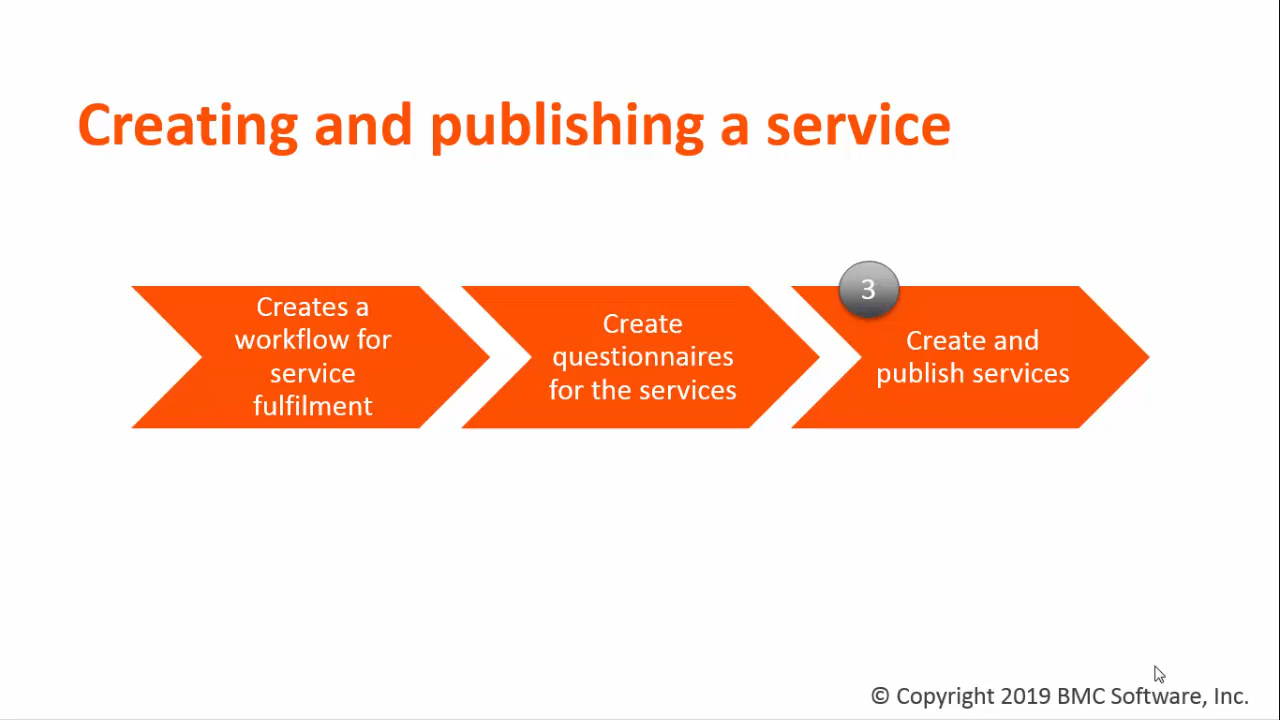 Creating and publishing a service
Creates a
workflow for
service
fulfilment
Create
questionnaires
for the services
3
Create and
publish services
© Copyright 2019 BMC Software, Inc.